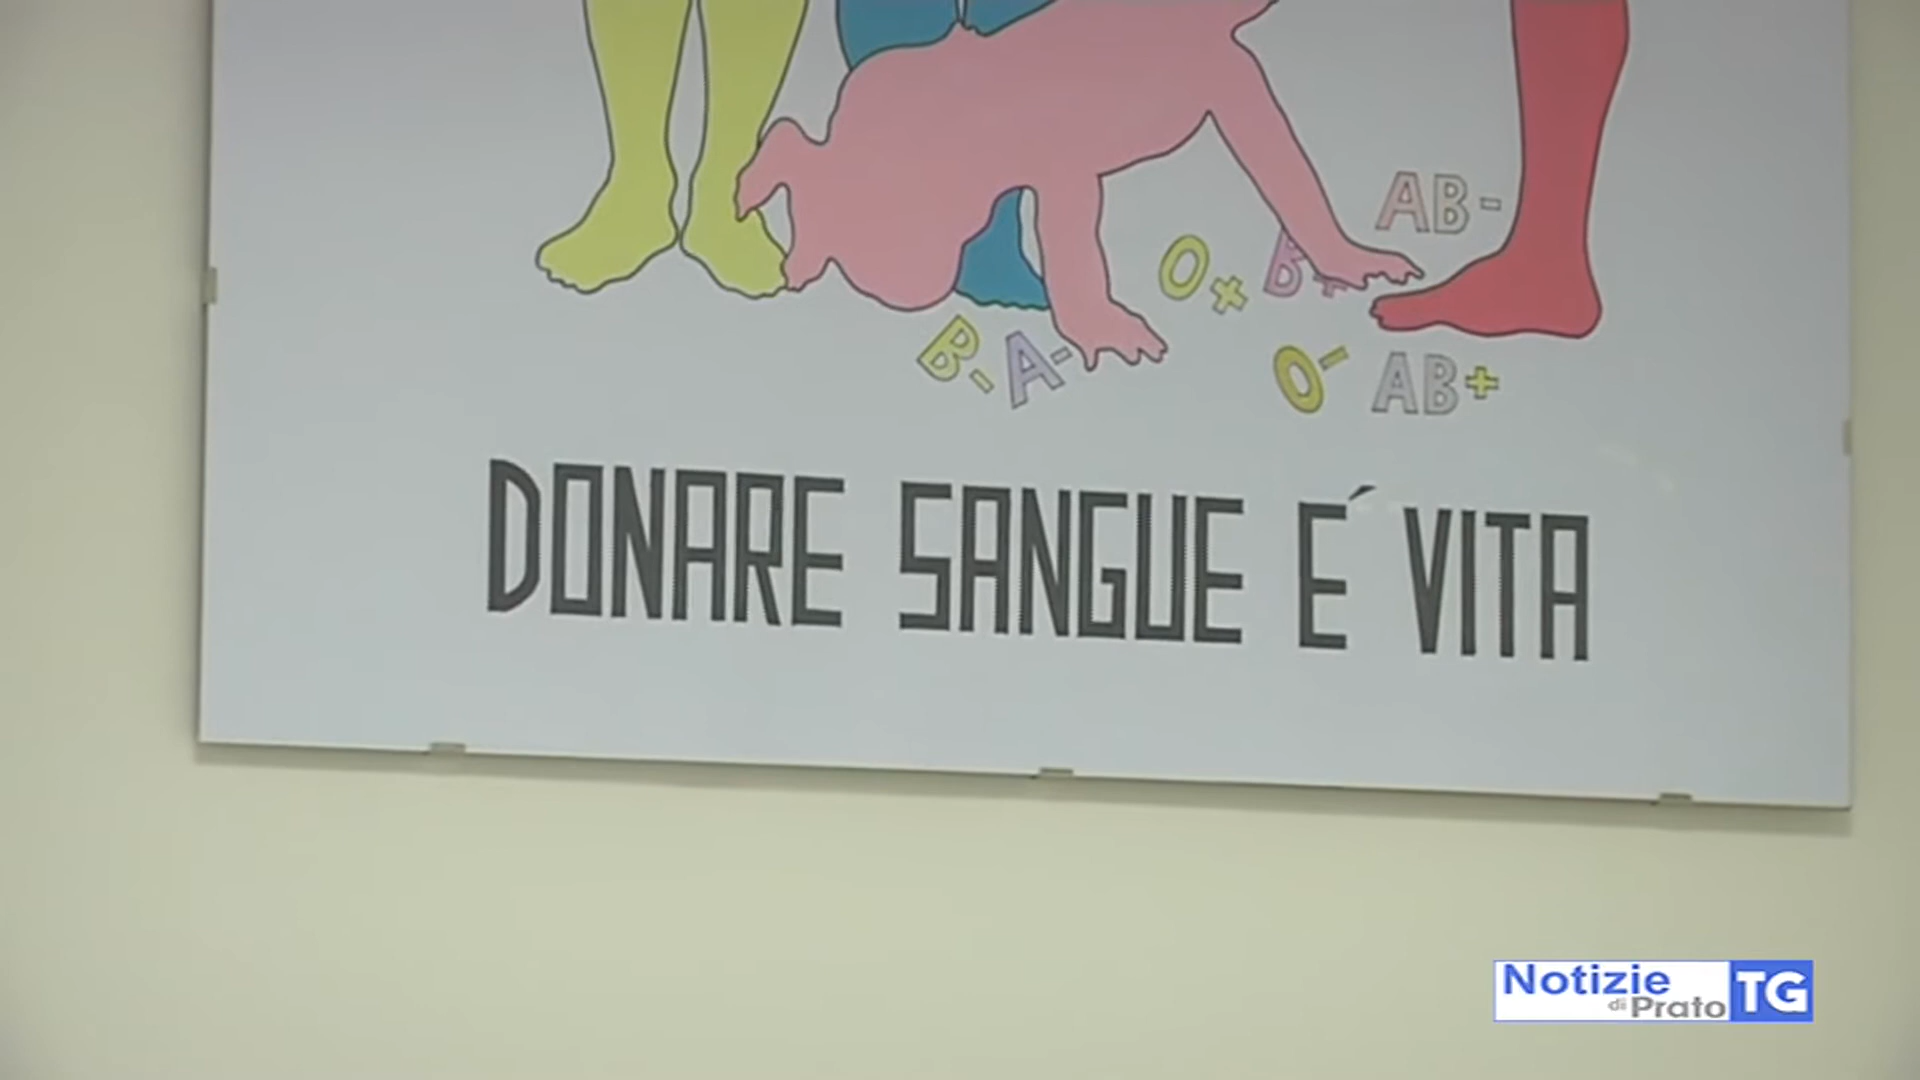 AB-
O+ B+
B- A- O- AB+
DONARE SANGUE E´ VITA
Notizie
di Prato TG